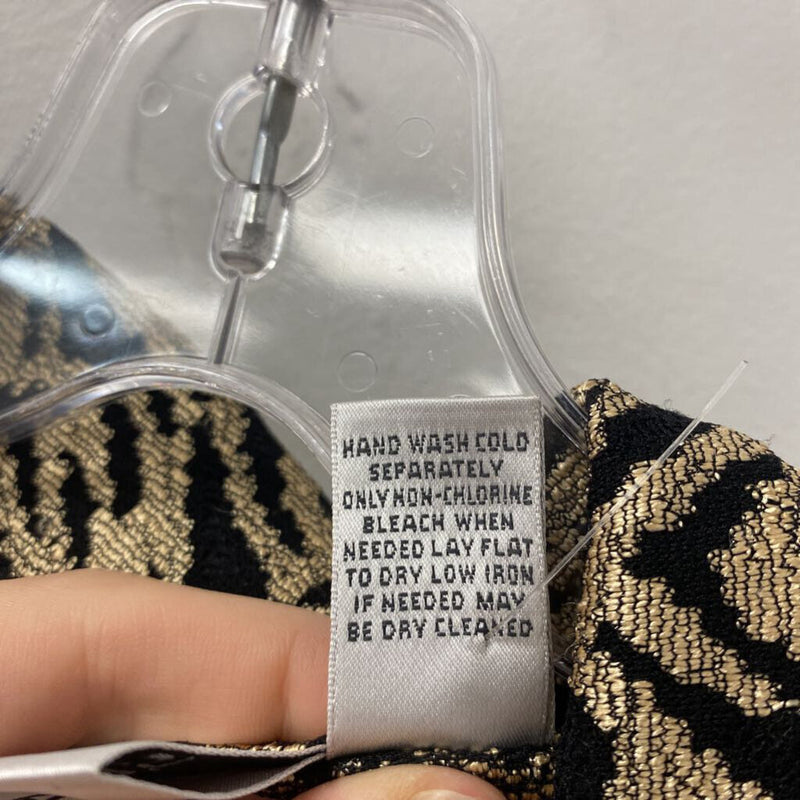 HAND WASH COLD
SEPARATELY
ONLY NON-CHLORINE
BLEACH WHEN
NEEDED LAY FLAT
TO DRY LOW IRON
IF NEEDED MAY
BE DRY CLEANED